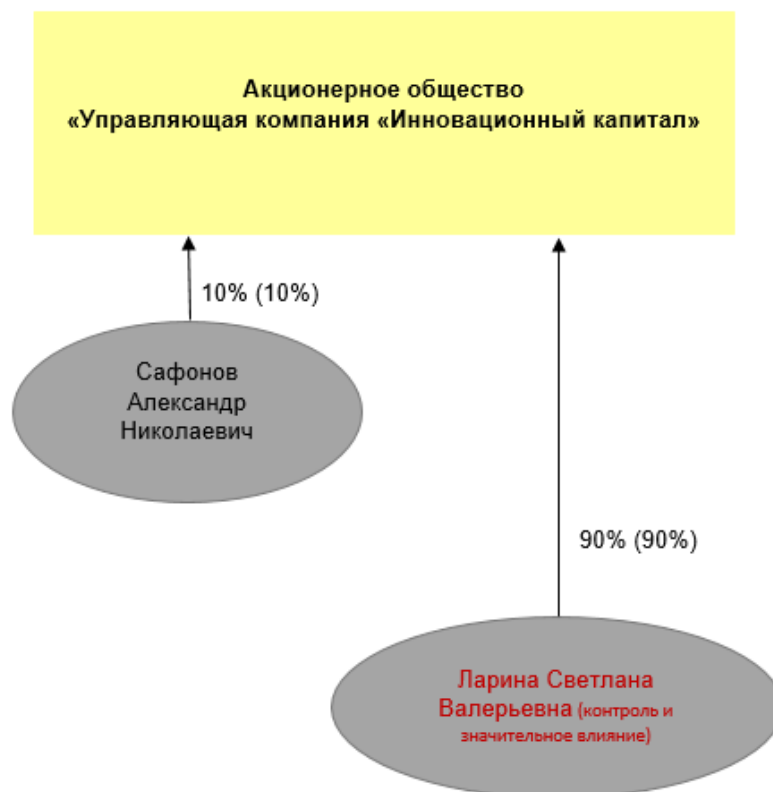 Акционерное общество
«Управляющая компания «Инновационный капитал»
10% (10%)
Сафонов
Александр
Николаевич
90% (90%)
Ларина Светлана
Валерьевна (контроль и
значительное влияние)